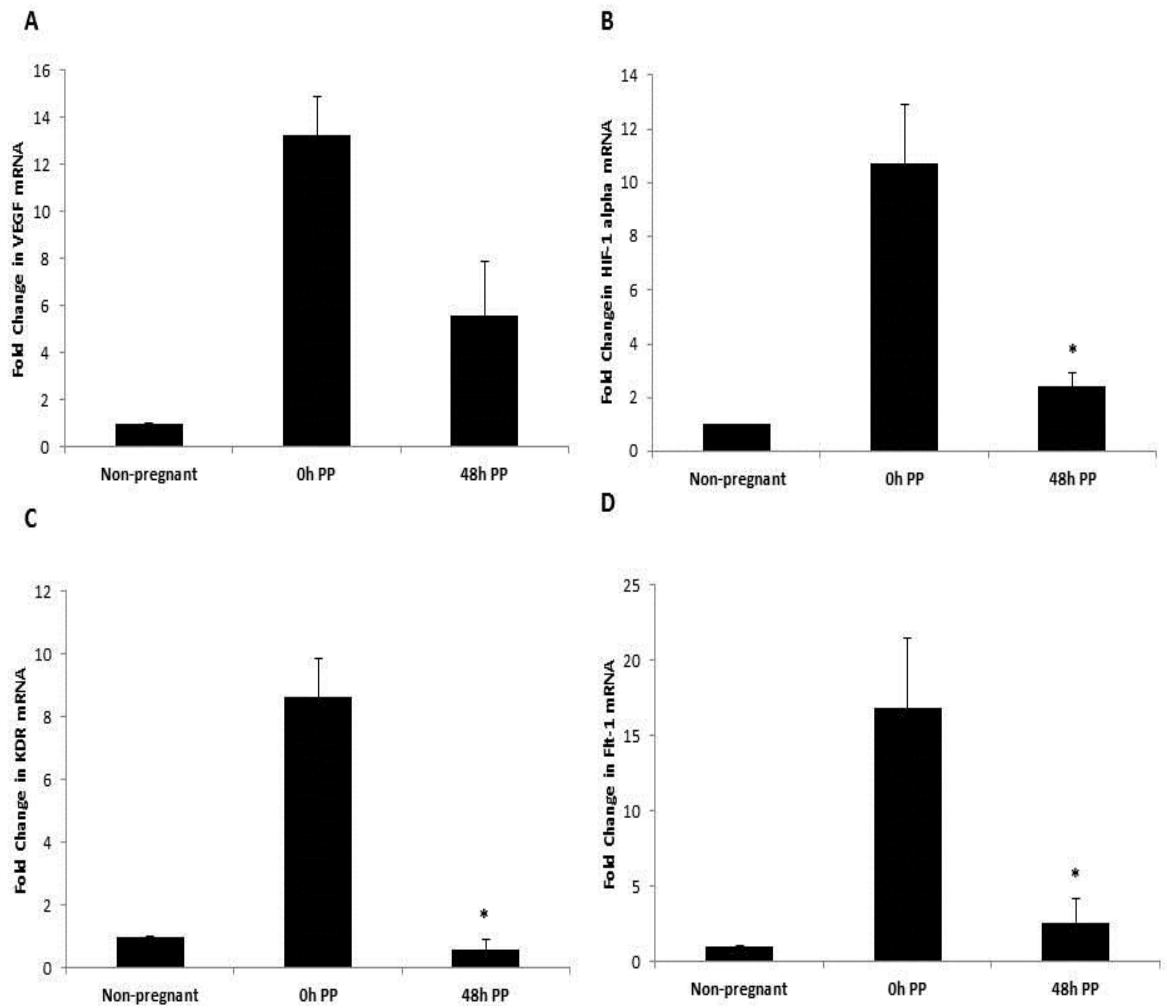 A
Fold Change in VEGF mRNA
16
14
12
10
8
6
4
2
0
Non-pregnant 0h PP 48h PP
B
Fold Changein HIF-1 alpha mRNA
14
12
10
8
6
4
2
0
*
Non-pregnant 0h PP 48h PP
C
Fold Change in KDR mRNA
12
10
8
6
4
2
0
*
Non-pregnant 0h PP 48h PP
D
Fold Change in Flt-1 mRNA
25
20
15
10
5
0
*
Non-pregnant 0h PP 48h PP